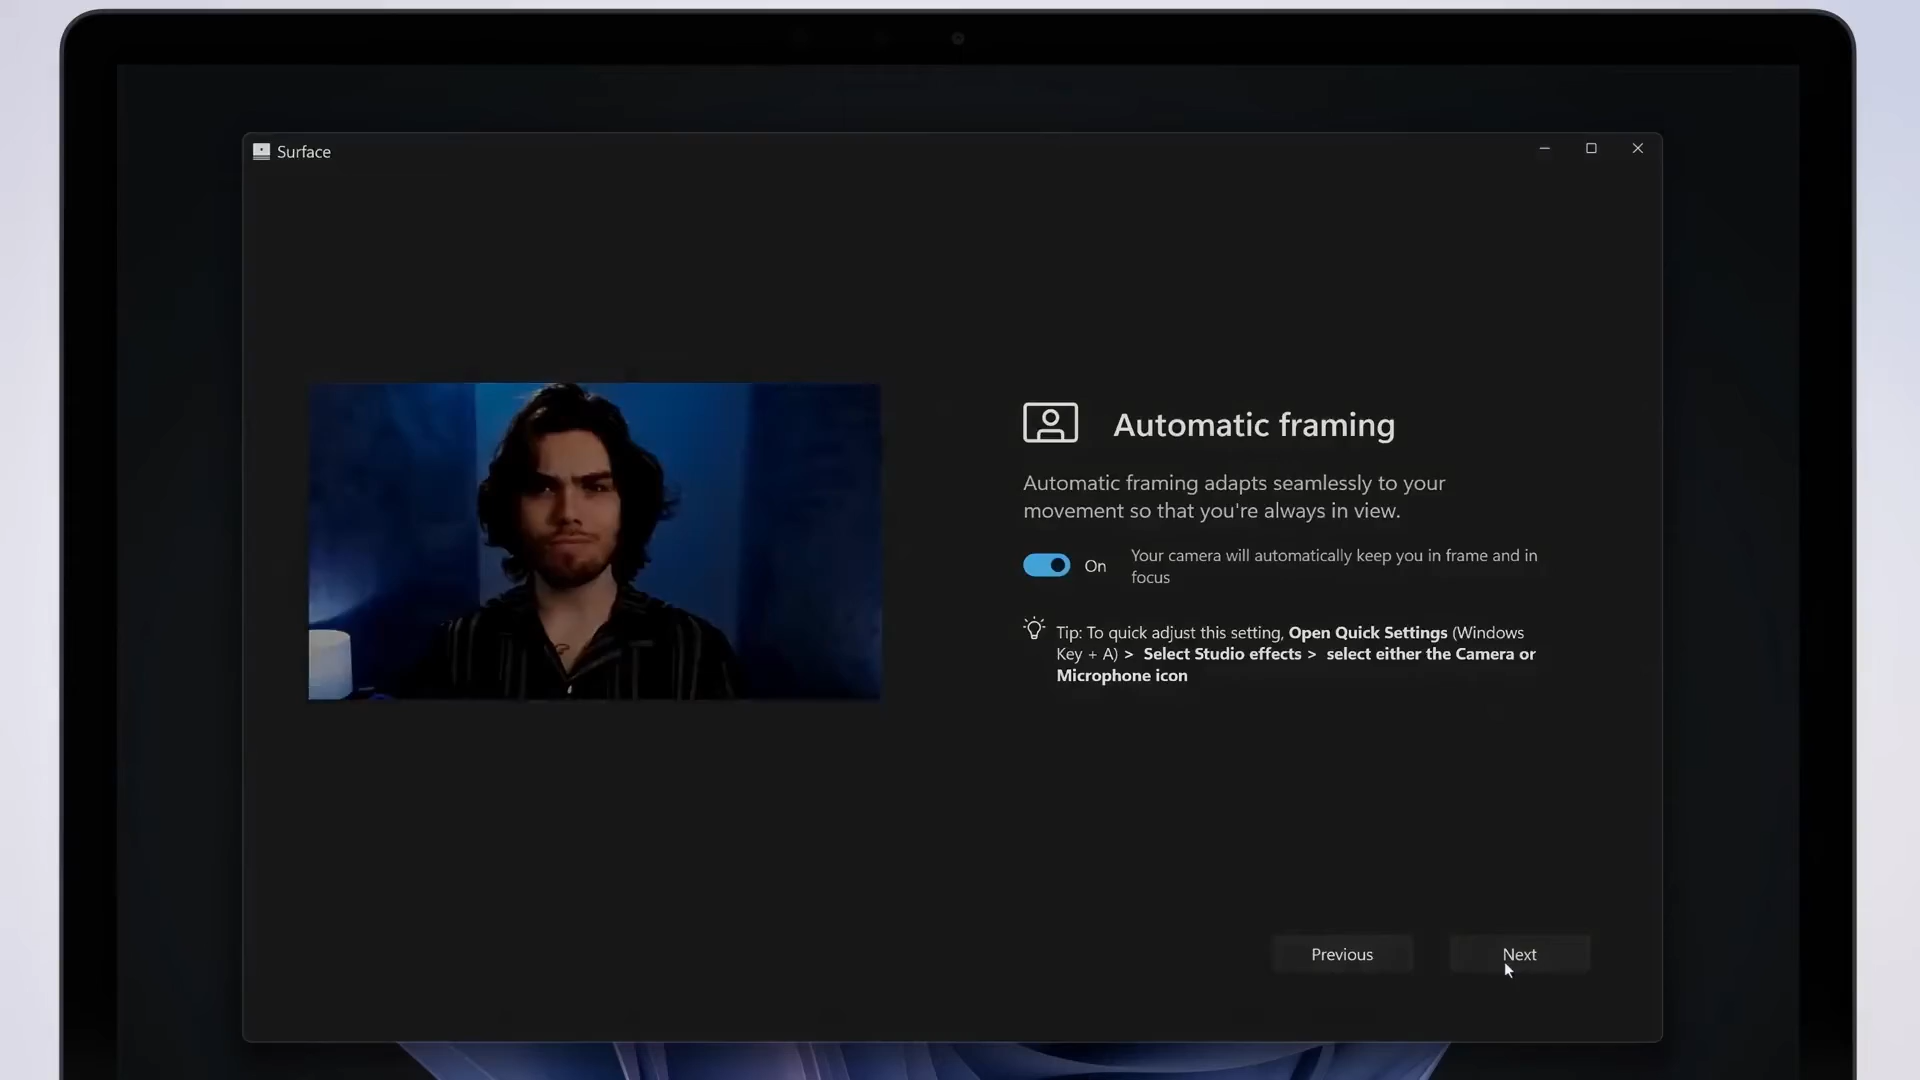 Surface
Automatic framing
Automatic framing adapts seamlessly to your
movement so that you're always in view.
On
Your camera will automatically keep you in frame and in
focus
Tip: To quick adjust this setting, Open Quick Settings (Windows
Key + A) > Select Studio effects > select either the Camera or
Microphone icon
Previous
Next